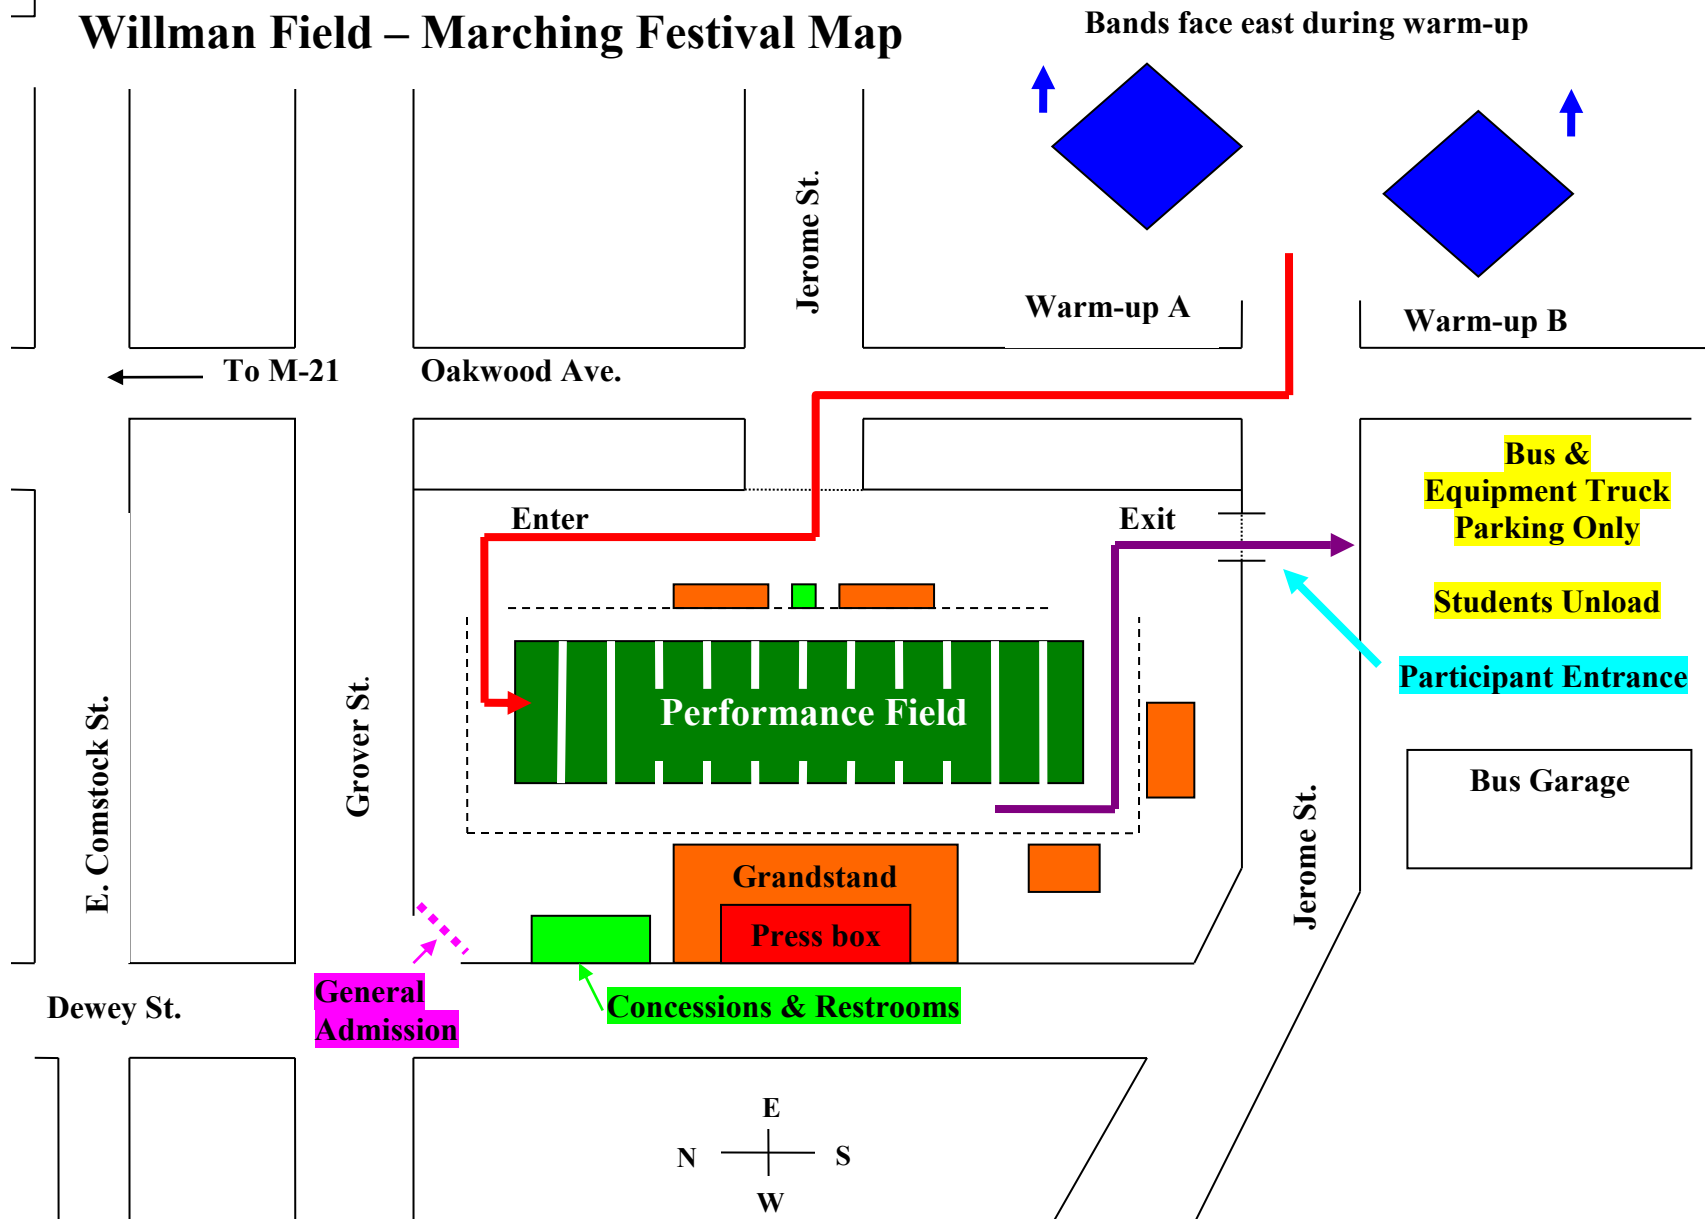 Willman Field – Marching Festival Map
Bands face east during warm-up
Jerome St.
Warm-up A
Warm-up B
To M-21
Oakwood Ave.
Bus &
Equipment Truck
Parking Only
Enter
Exit
Students Unload
Participant Entrance
Performance Field
E. Comstock St.
Grover St.
Bus Garage
Jerome St.
Grandstand
Press box
General
Admission
Concessions & Restrooms
Dewey St.
E
N
S
W